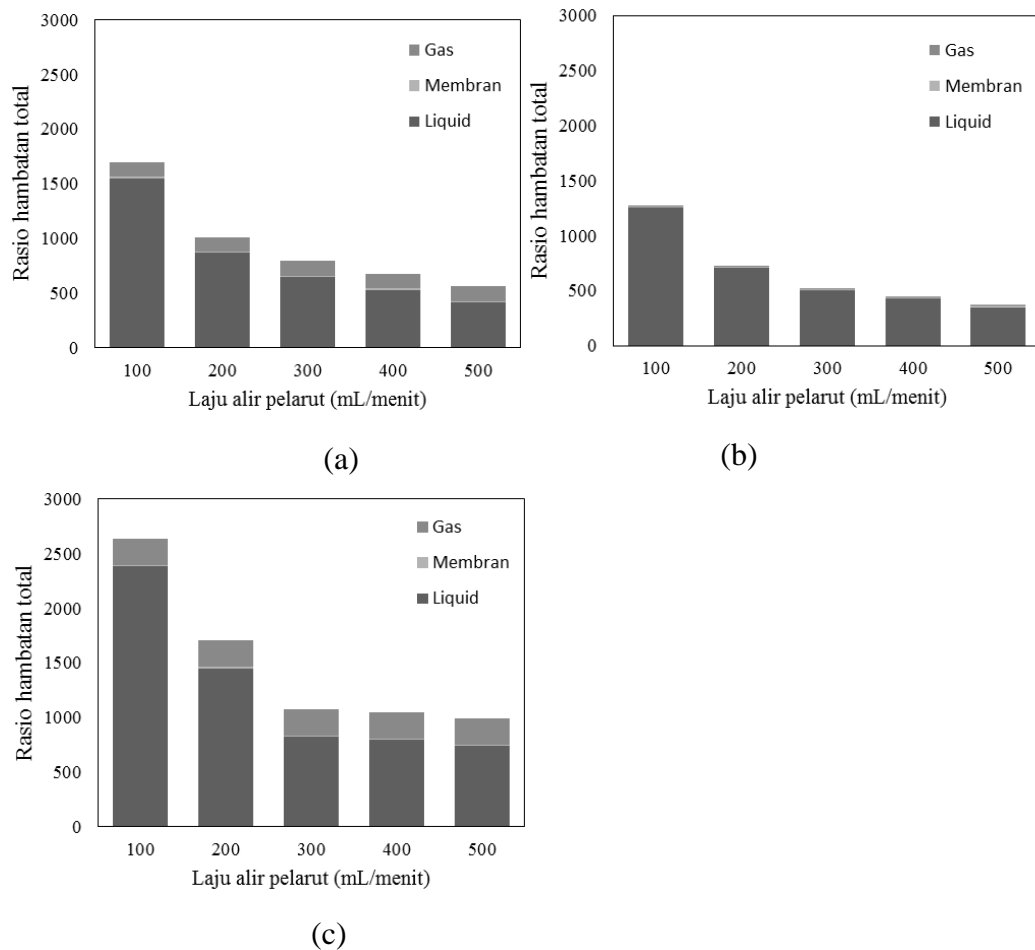 Rasio hambatan total
3000
2500
2000
1500
1000
500
0
Gas
Membran
Liquid
100 200 300 400 500
Laju alir pelarut (mL/menit)
(a)
Rasio hambatan total
3000
2500
2000
1500
1000
500
0
Gas
Membran
Liquid
100 200 300 400 500
Laju alir pelarut (mL/menit)
(b)
Rasio hambatan total
3000
2500
2000
1500
1000
500
0
Gas
Membran
Liquid
100 200 300 400 500
Laju alir pelarut (mL/menit)
(c)